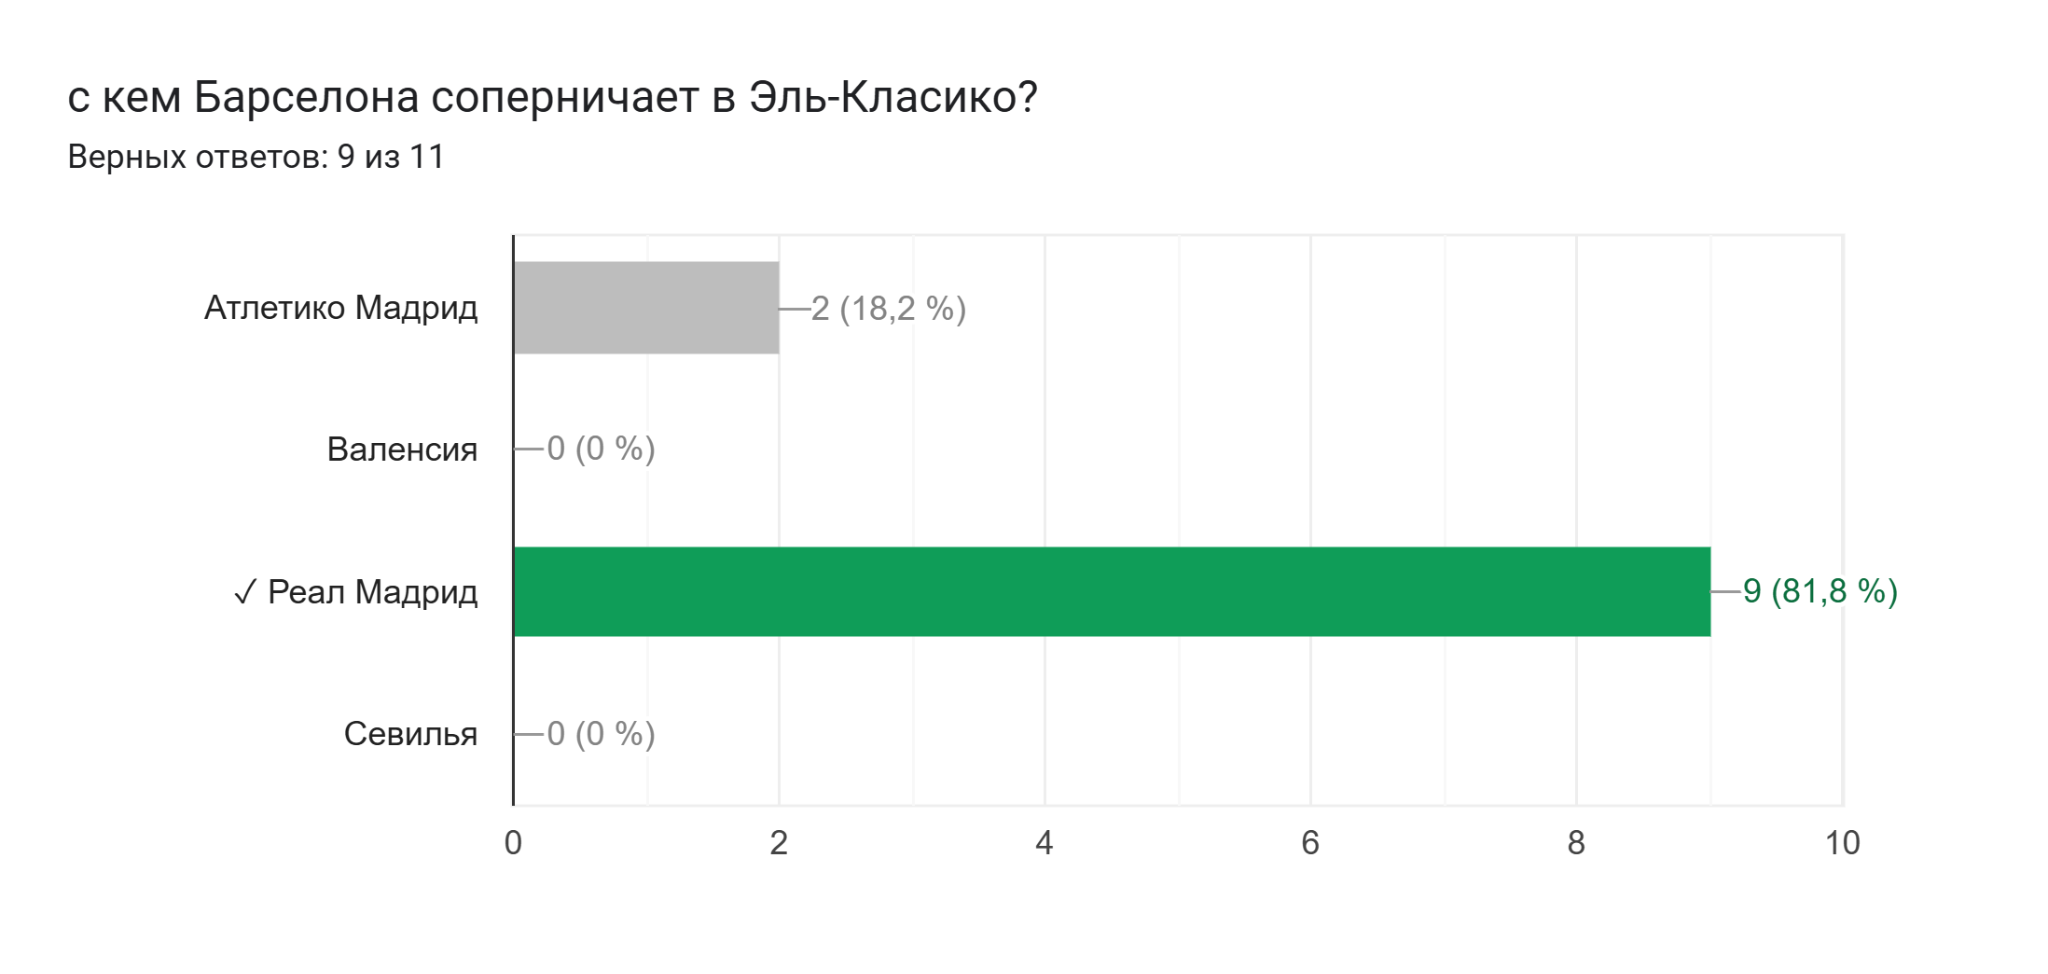 с кем Барселона соперничает в Эль-Класико?
Верных ответов: 9 из 11
Атлетико Мадрид 2 (18,2 %)
Валенсия 0 (0 %)
✓ Реал Мадрид 9 (81,8 %)
Севилья 0 (0 %)
0 2 4 6 8 10